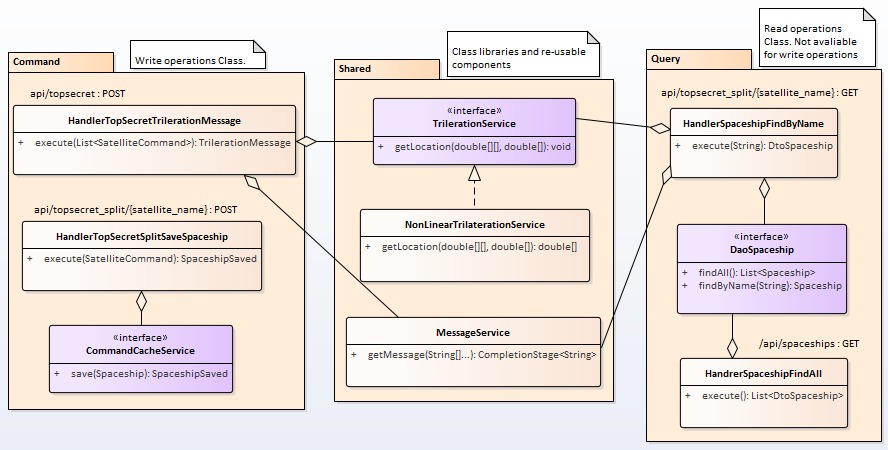 Command
Write operations Class.
api/topsecret : POST
HandlerTopSecretTrilerationMessage
+ execute(List<SatelliteCommand>): TrilerationMessage
api/topsecret_split/{satellite_name} : POST
HandlerTopSecretSplitSaveSpaceship
+ execute(SatelliteCommand): SpaceshipSaved
«interface»
CommandCacheService
+ save(Spaceship): SpaceshipSaved
Shared
Class libraries and re-usable
components
«interface»
TrilerationService
+ getLocation(double[][], double[]): void
NonLinearTrilaterationService
+ getLocation(double[][], double[]): double[]
MessageService
+ getMessage(String[]...): CompletionStage<String>
Query
Read operations
Class. Not avaliable
for write operations
api/topsecret_split/{satellite_name} : GET
HandlerSpaceshipFindByName
+ execute(String): DtoSpaceship
«interface»
DaoSpaceship
+ findAll(): List<Spaceship>
+ findByName(String): Spaceship
/api/spaceships : GET
HandrerSpaceshipFindAll
+ execute(): List<DtoSpaceship>